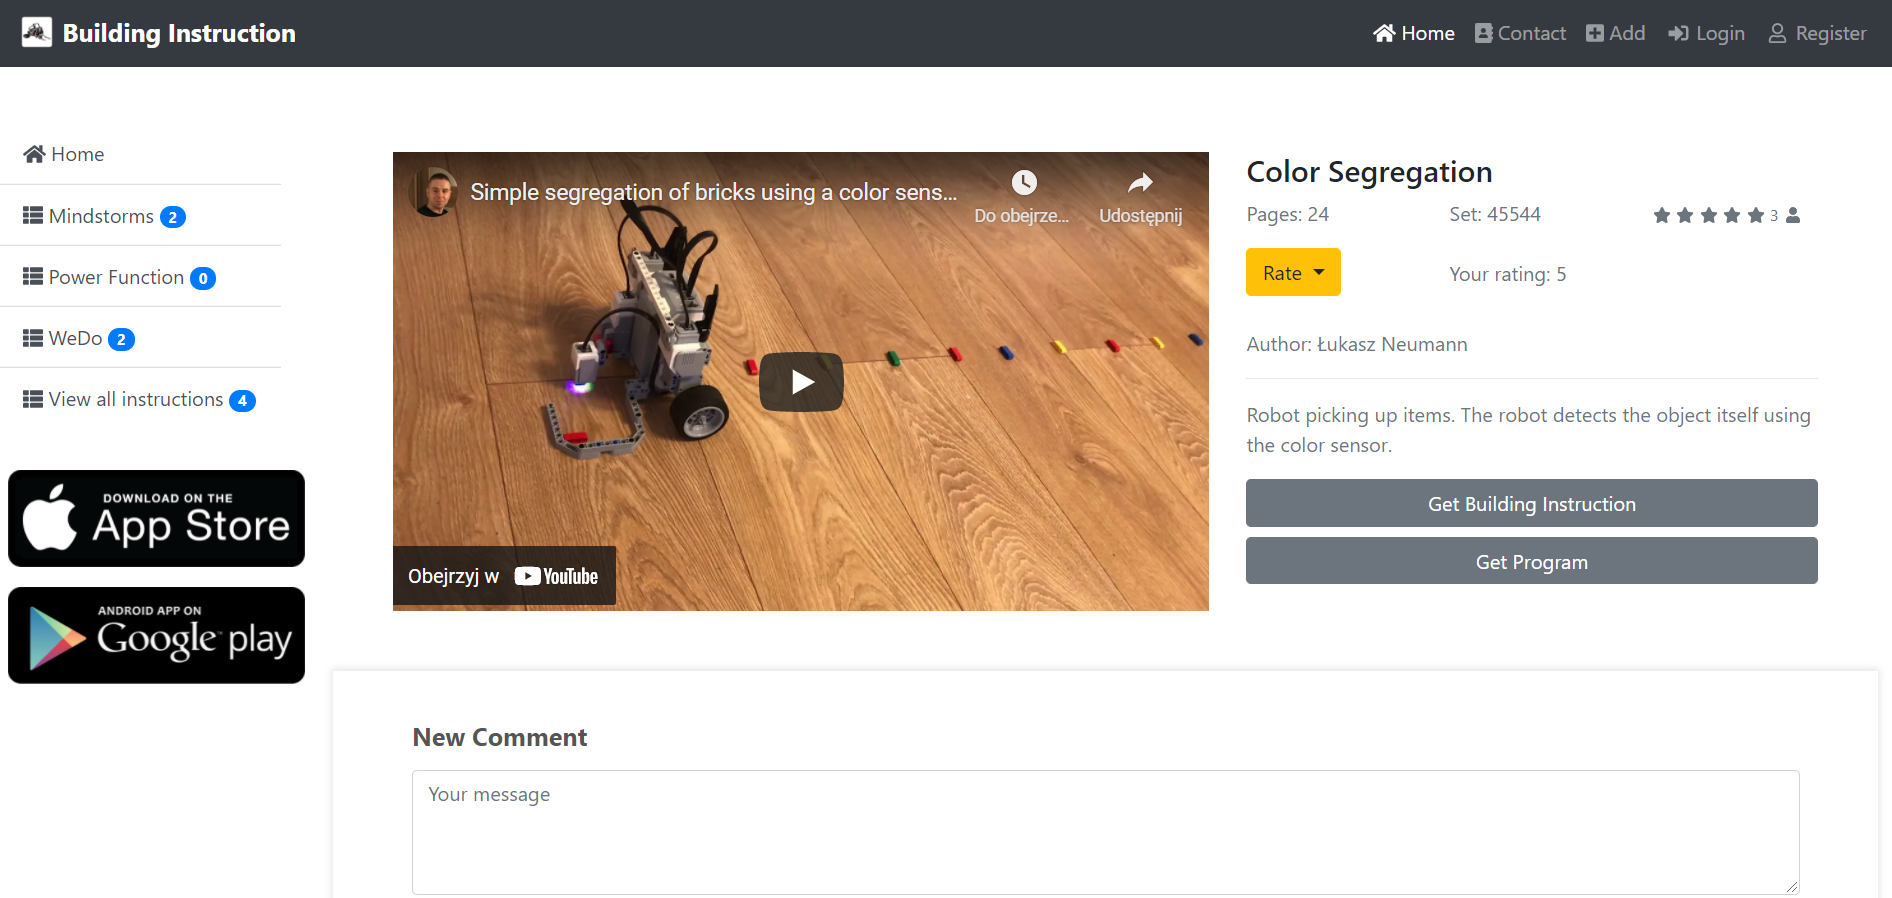 Building Instruction
Home
Contact
Add
Login
Register
Home
Mindstorms 2
Power Function 0
WeDo 2
View all instructions 4
DOWNLOAD ON THE
App Store
ANDROID APP ON
Google play
Simple segregation of bricks using a color sens...
Do obejrze...
Udostępnij
Obejrzyj w YouTube
Color Segregation
Pages: 24
Set: 45544
3
Rate
Your rating: 5
Author: Łukasz Neumann
Robot picking up items. The robot detects the object itself using
the color sensor.
Get Building Instruction
Get Program
New Comment
Your message